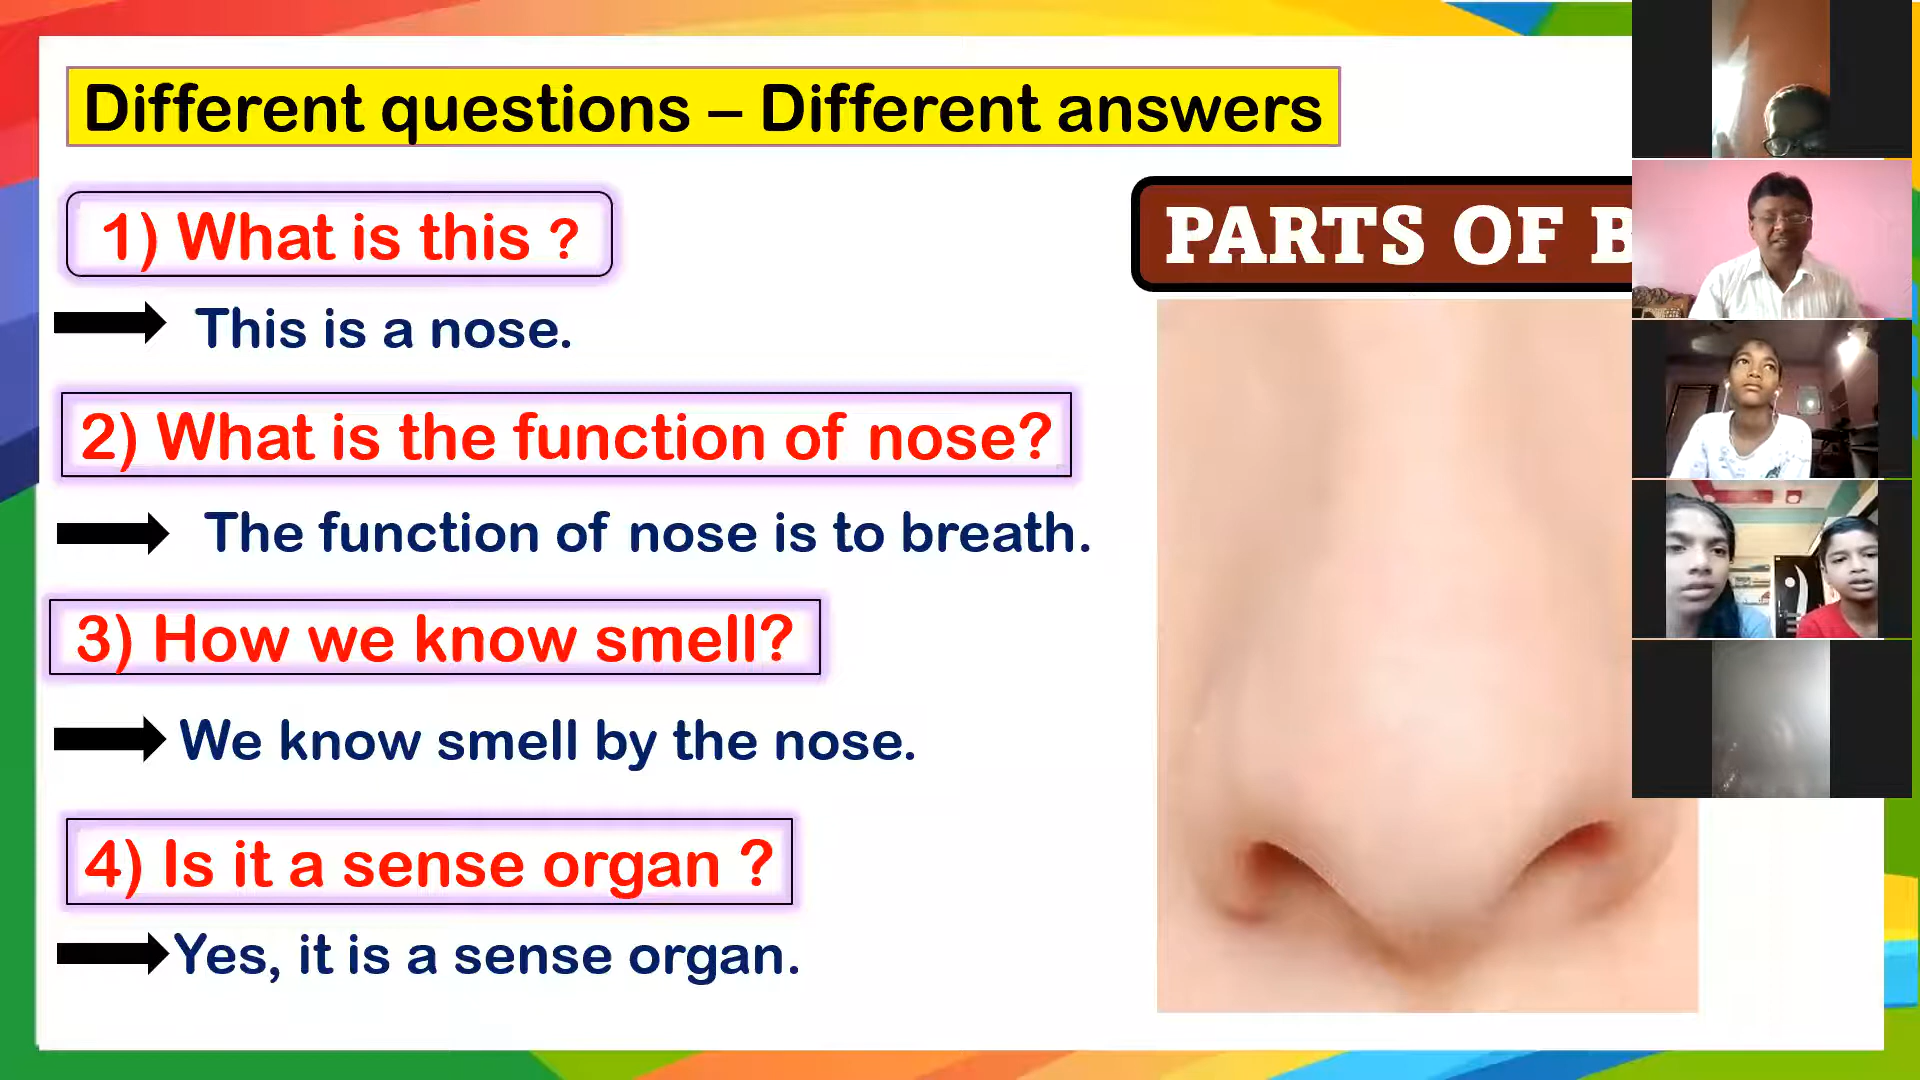 Different questions – Different answers
1) What is this ?
This is a nose.
2) What is the function of nose?
The function of nose is to breath.
3) How we know smell?
We know smell by the nose.
4) Is it a sense organ ?
Yes, it is a sense organ.
PARTS OF B